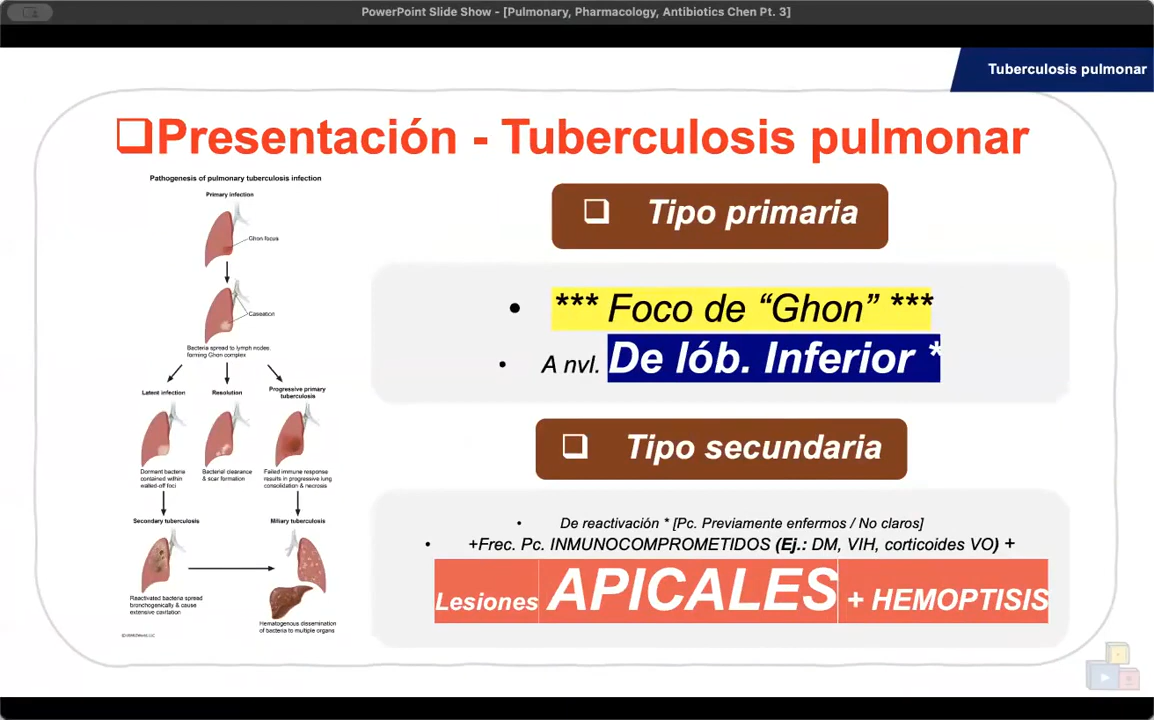 PowerPoint Slide Show - [Pulmonary, Pharmacology, Antibiotics Chen Pt. 3]
Tuberculosis pulmonar
❑Presentación - Tuberculosis pulmonar
Pathogenesis of pulmonary tuberculosis infection
Primary infection
Ghon focus
Caseation
Bacteria spread to lymph nodes,
forming Ghon complex
Latent infection
Resolution
Progressive primary
tuberculosis
Dormant bacteria
contained within
walled-off foci
Bacterial clearance
& scar formation
Failed immune response
results in progressive lung
consolidation & necrosis
Secondary tuberculosis
Miliary tuberculosis
Reactivated bacteria spread
bronchogenically & cause
extensive cavitation
Hematogenous dissemination
of bacteria to multiple organs
❑ Tipo primaria
• *** Foco de “Ghon” ***
• A nvl. De lób. Inferior *
❑ Tipo secundaria
• De reactivación * [Pc. Previamente enfermos / No claros]
• +Frec. Pc. INMUNOCOMPROMETIDOS (Ej.: DM, VIH, corticoides VO) +
Lesiones APICALES + HEMOPTISIS